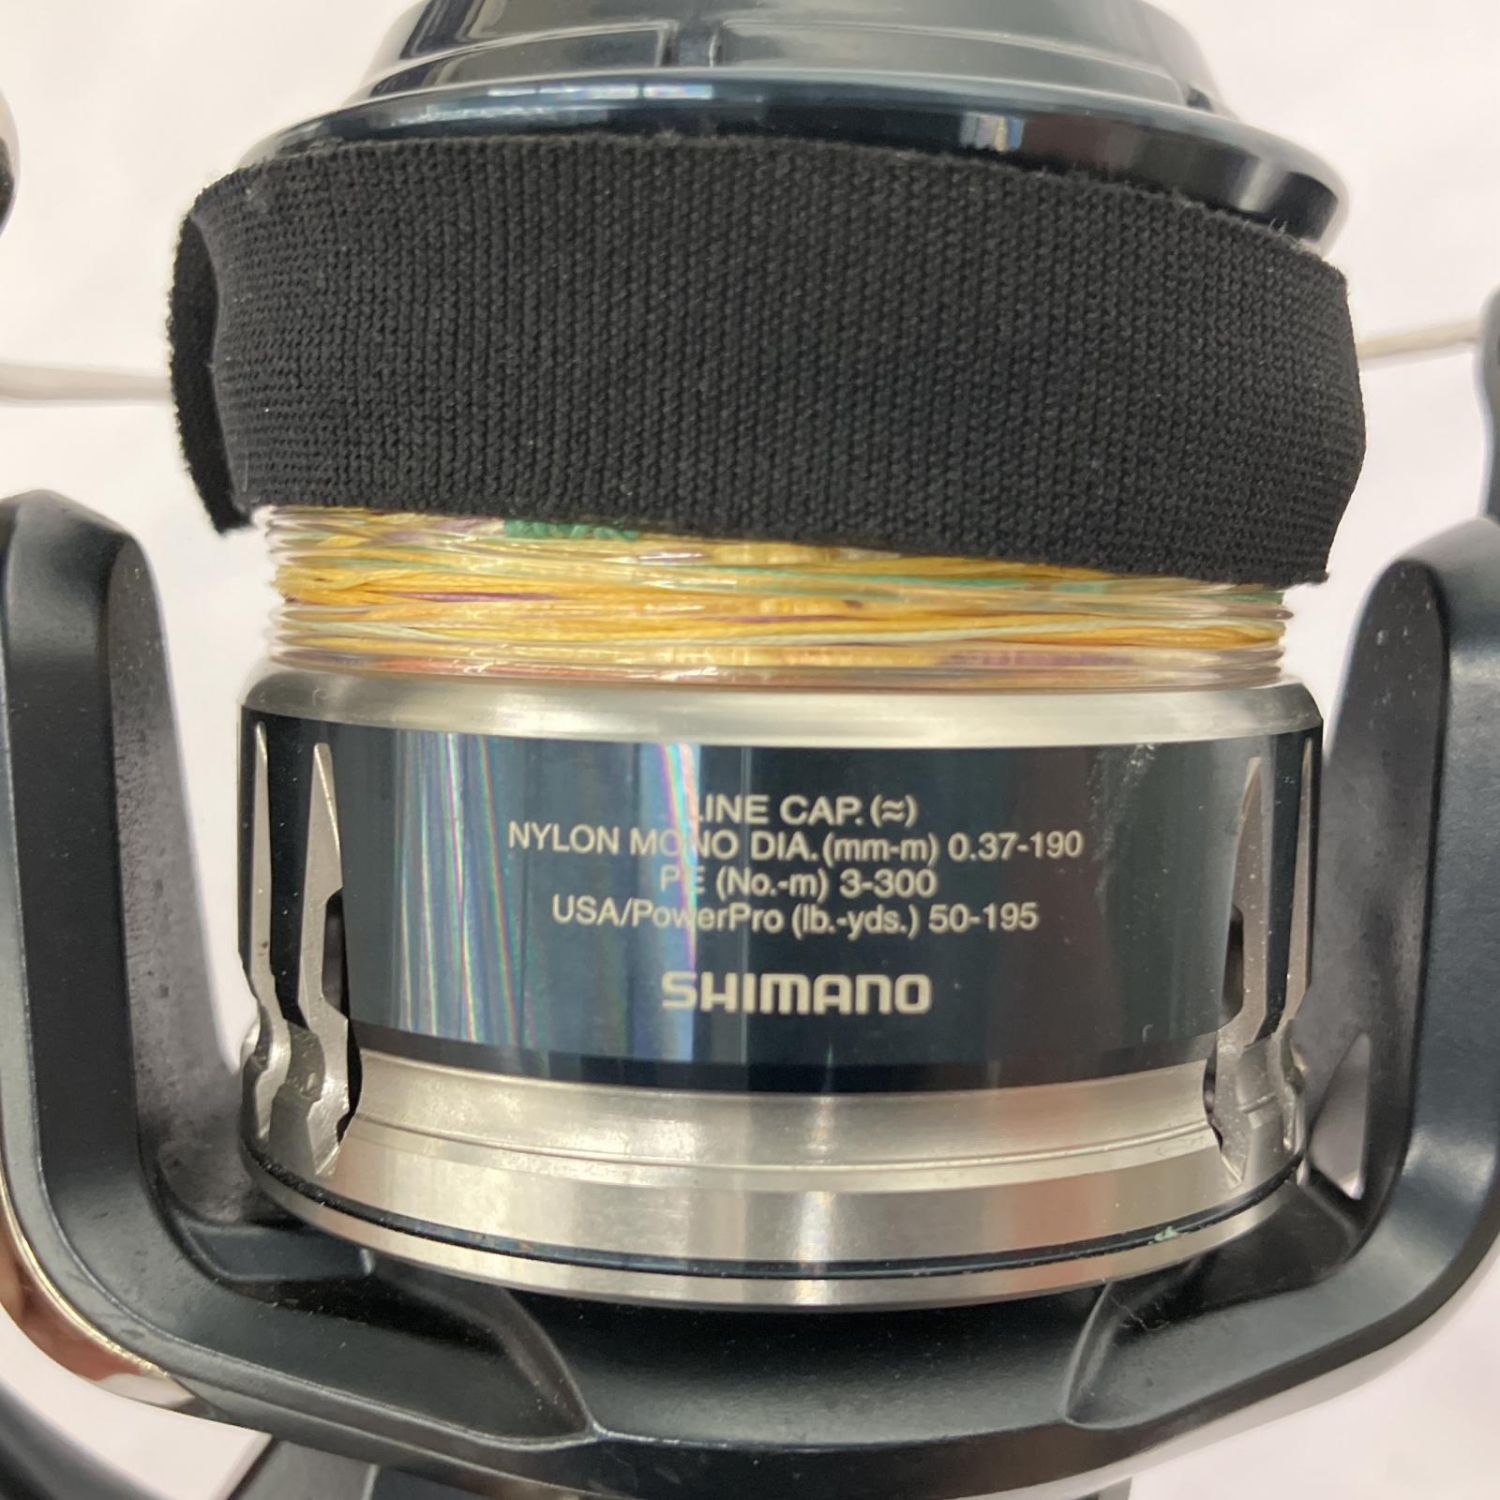 LINE CAP. (≈)
NYLON MONO DIA. (mm-m) 0.37-190
PE (No.-m) 3-300
USA/PowerPro (lb.-yds.) 50-195
SHIMANO